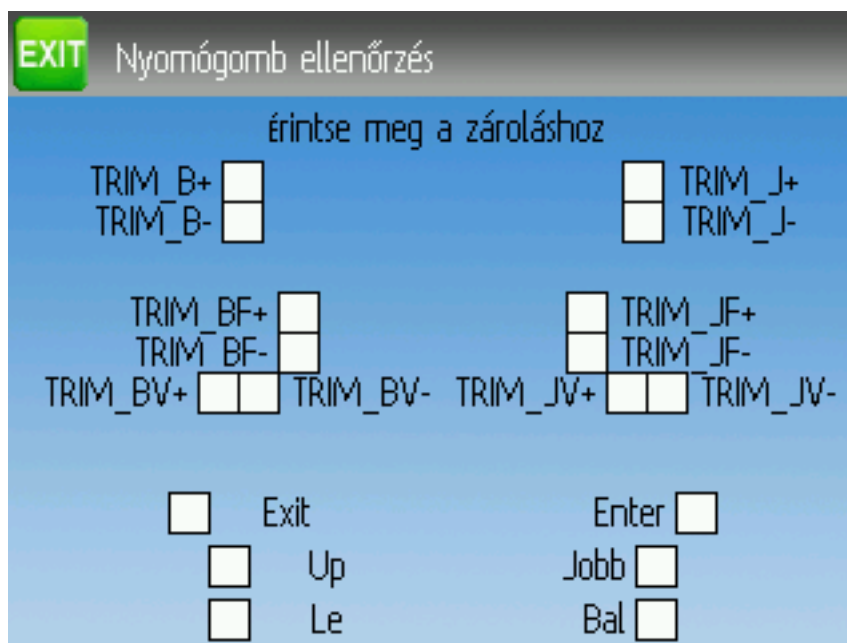 EXIT Nyomógomb ellenőrzés
Érintse meg a zároláshoz
TRIM_B+ TRIM_J+
TRIM_B- TRIM_J-
TRIM_BF+ TRIM_JF+
TRIM_BF- TRIM_JF-
TRIM_BV+ TRIM_BV- TRIM_JV+ TRIM_JV-
Exit Enter
Up Jobb
Le Bal